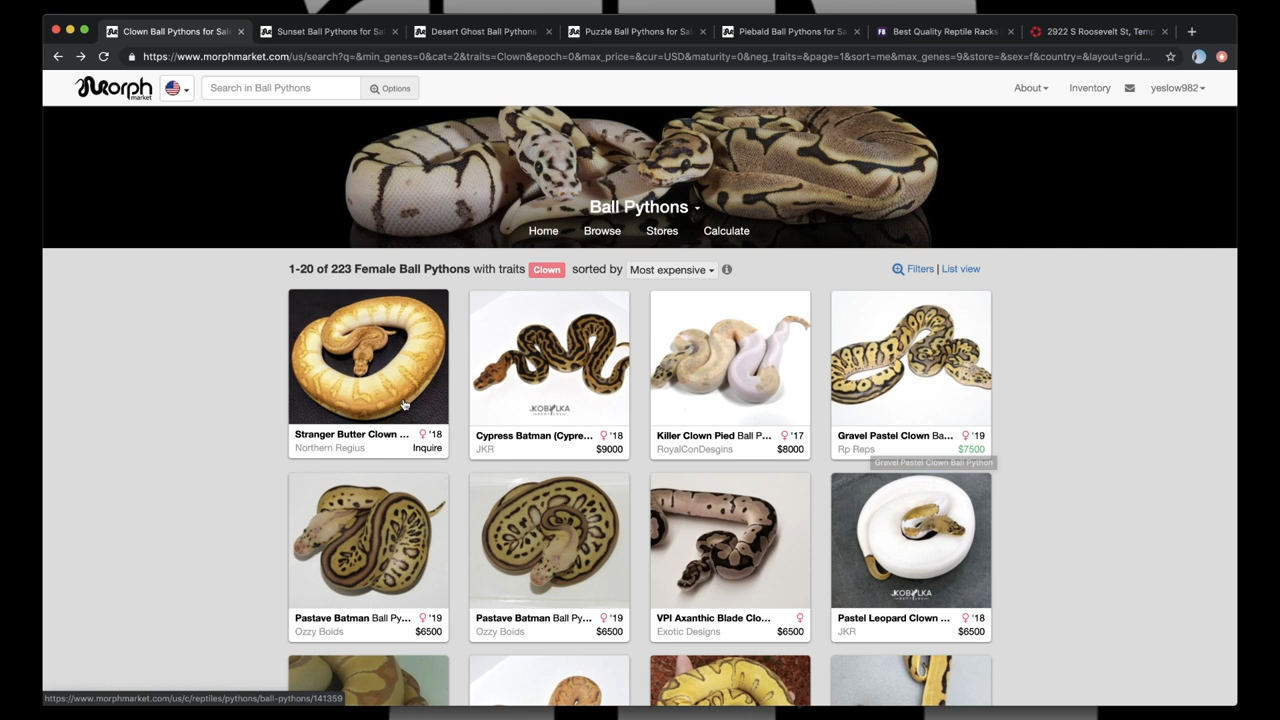 Clown Ball Pythons for Sale
Sunset Ball Pythons for Sal
Desert Ghost Ball Pythons
Puzzle Ball Pythons for Sal
Piebald Ball Pythons for Sa
Best Quality Reptile Racks
2922 S Roosevelt St, Temp
https://www.morphmarket.com/us/search?q=&min_genes=0&cat=2&traits=Clown&epoch=0&max_price=&cur=USD&maturity=0&neg_traits=&page=1&sort=me&max_genes=9&store=&sex=f&country=&layout=grid...
Morph market
Search in Ball Pythons
Options
About
Inventory
yeslow982
Ball Pythons
Home Browse Stores Calculate
1-20 of 223 Female Ball Pythons with traits Clown sorted by Most expensive
Filters | List view
JKOBYLKA
REPTILES
Stranger Butter Clown ... ♀ '18
Northern Regius Inquire
Cypress Batman (Cypre... ♀ '18
JKR $9000
Killer Clown Pied Ball P... ♀ '17
RoyalConDesgins $8000
Gravel Pastel Clown Ba... ♀ '19
Rp Reps $7500
Gravel Pastel Clown Ball Python
JKOBYLKA
REPTILES
Pastave Batman Ball Py... ♀ '19
Ozzy Boids $6500
Pastave Batman Ball Py... ♀ '19
Ozzy Boids $6500
VPI Axanthic Blade Clo... ♀
Exotic Designs $6500
Pastel Leopard Clown ... ♀ '18
JKR $6500
https://www.morphmarket.com/us/c/reptiles/pythons/ball-pythons/141359